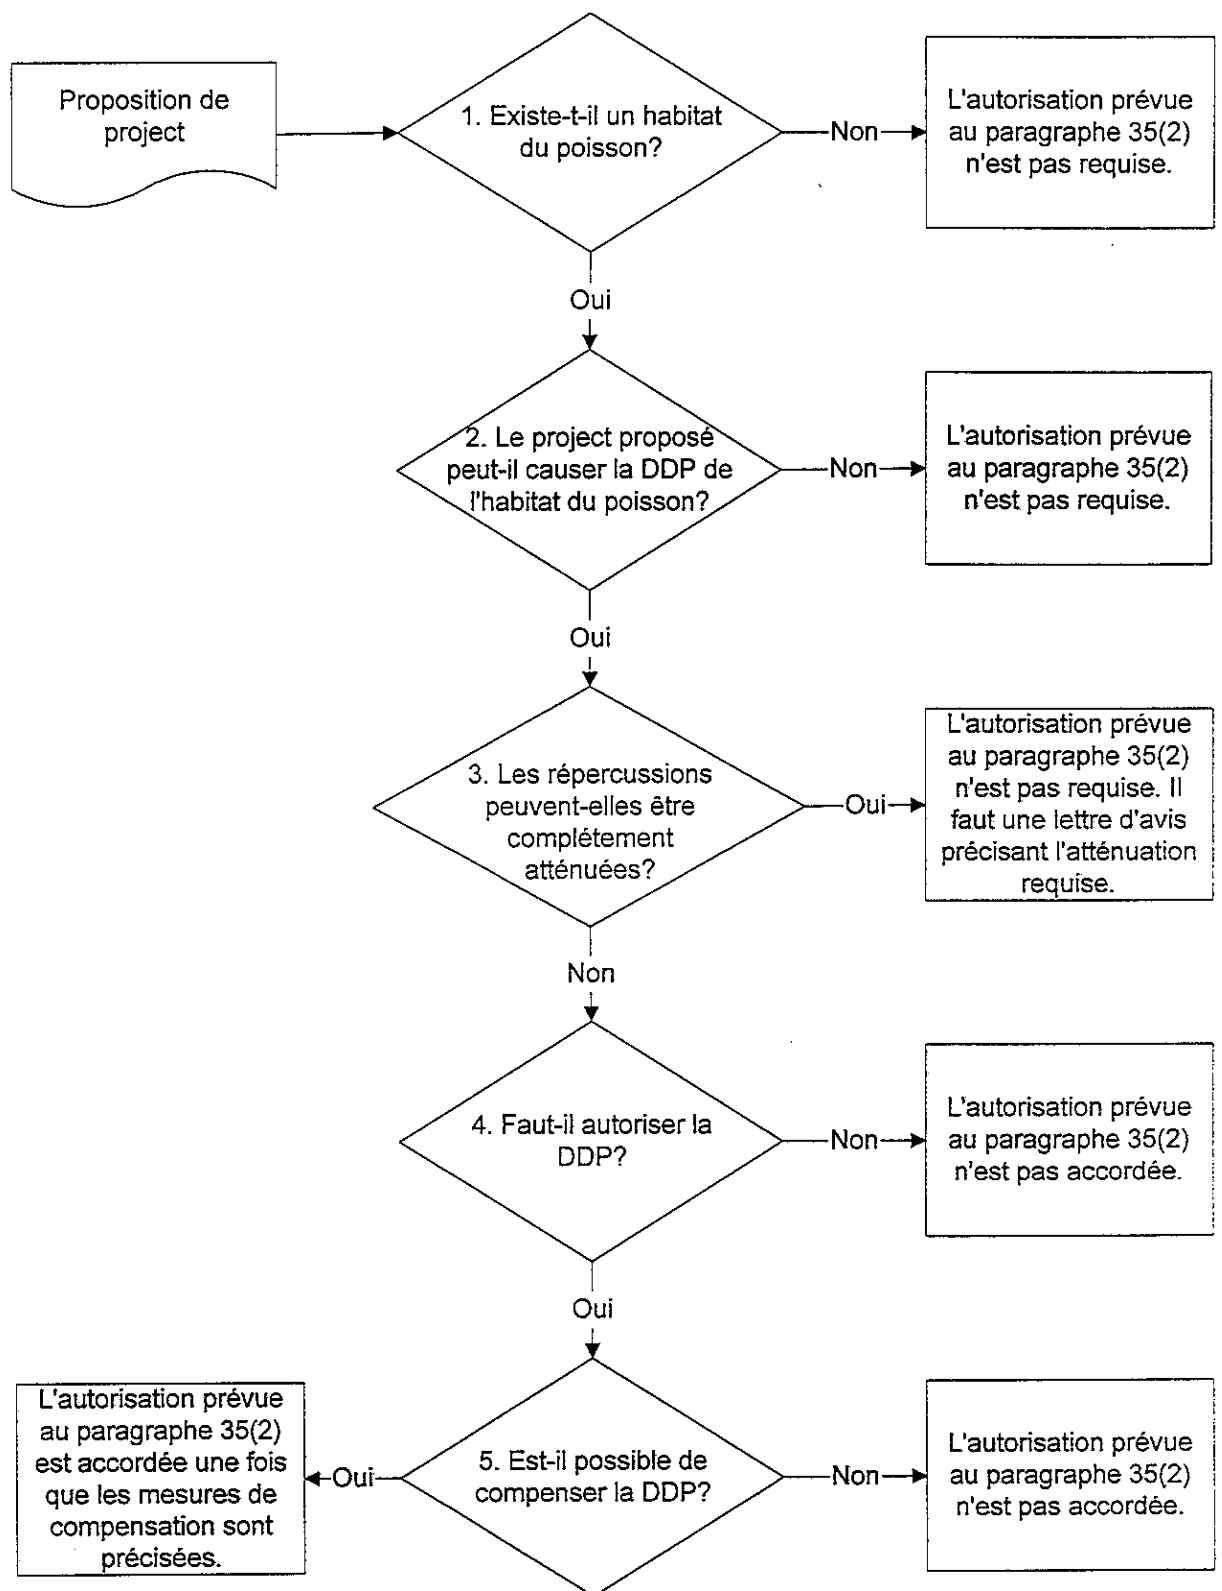 Proposition de
project
1. Existe-t-il un habitat
du poisson?
Non
L'autorisation prévue
au paragraphe 35(2)
n'est pas requise.
Oui
2. Le project proposé
peut-il causer la DDP de
l'habitat du poisson?
Non
L'autorisation prévue
au paragraphe 35(2)
n'est pas requise.
Oui
3. Les répercussions
peuvent-elles être
complétement
atténuées?
Oui
L'autorisation prévue
au paragraphe 35(2)
n'est pas requise. Il
faut une lettre d'avis
précisant l'atténuation
requise.
Non
4. Faut-il autoriser la
DDP?
Non
L'autorisation prévue
au paragraphe 35(2)
n'est pas accordée.
Oui
5. Est-il possible de
compenser la DDP?
Oui
L'autorisation prévue
au paragraphe 35(2)
est accordée une fois
que les mesures de
compensation sont
précisées.
Non
L'autorisation prévue
au paragraphe 35(2)
n'est pas accordée.